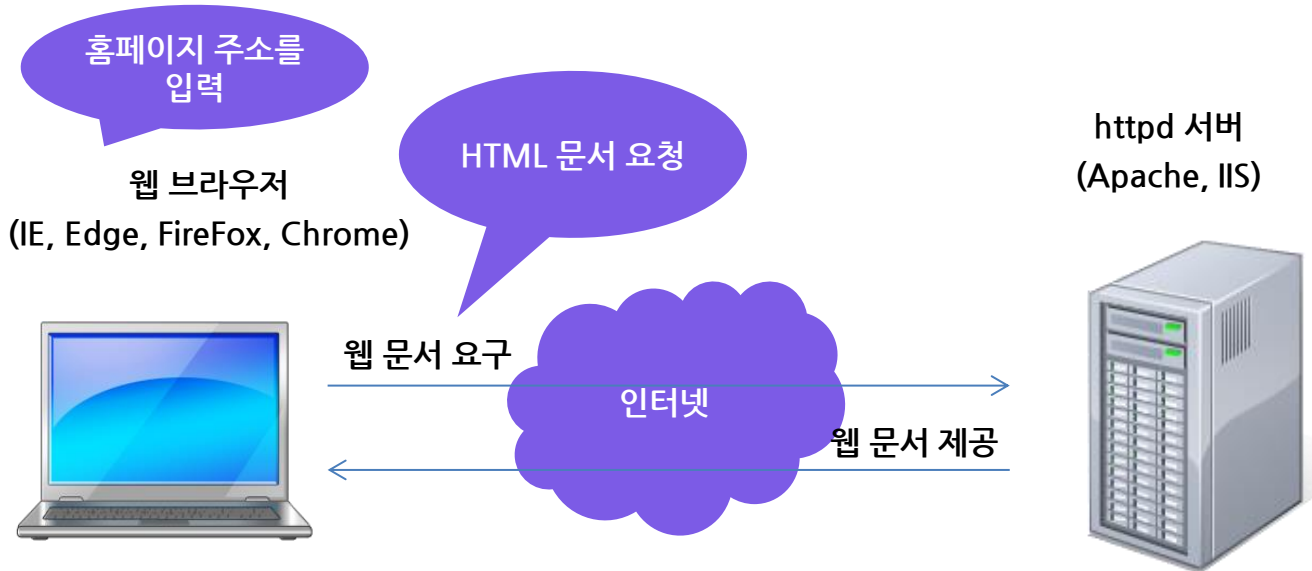 홈페이지 주소를
입력
HTML 문서 요청
httpd 서버
(Apache, IIS)
웹 브라우저
(IE, Edge, FireFox, Chrome)
웹 문서 요구
인터넷
웹 문서 제공